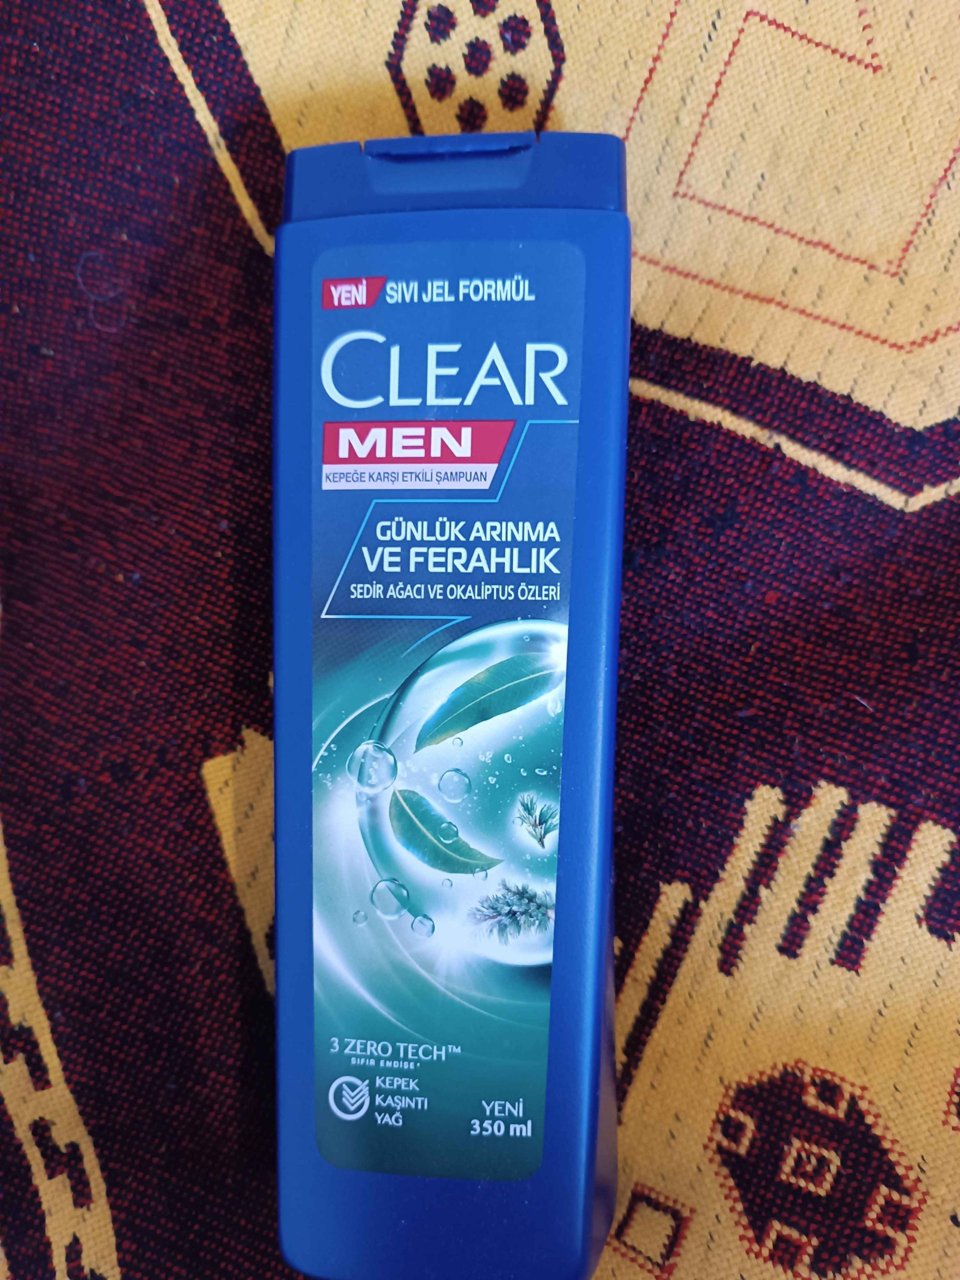 YENİ SIVI JEL FORMÜL
CLEAR
MEN
KEPEĞE KARŞI ETKİLİ ŞAMPUAN
GÜNLÜK ARINMA
VE FERAHLIK
SEDİR AĞACI VE OKALİPTUS ÖZLERİ
3 ZERO TECH™
SIFIR ENDİŞE*
KEPEK
KAŞINTI
YAĞ
YENİ
350 ml